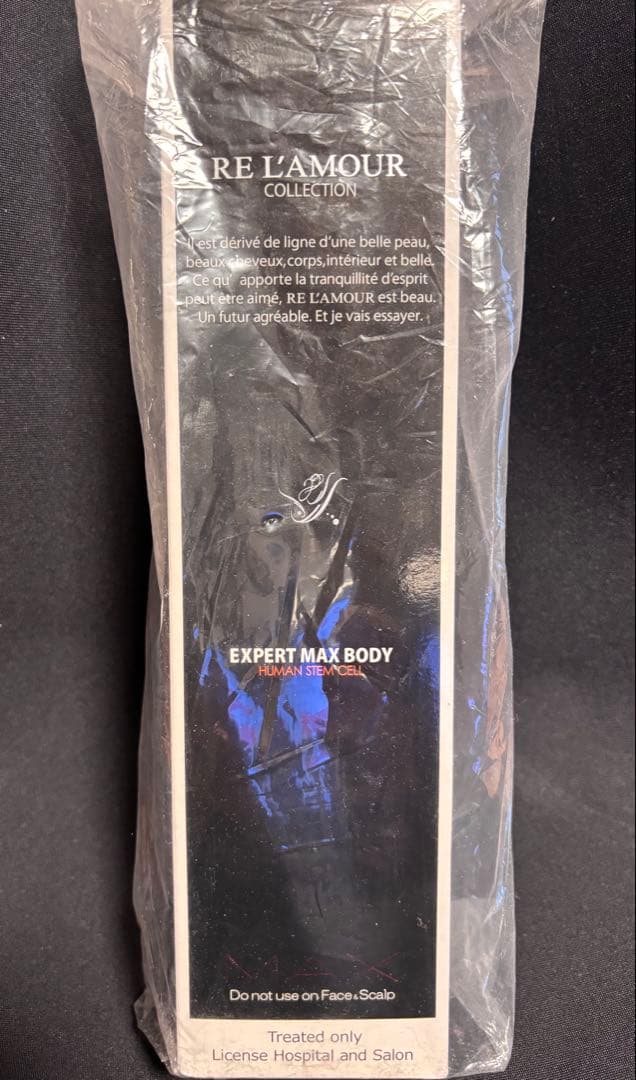 RE L'AMOUR
COLLECTION
Il est dérivé de ligne d'une belle peau,
beaux cheveux,corps,intérieur et belle.
Ce qu' apporte la tranquillité d'esprit
peut être aimé, RE L'AMOUR est beau.
Un futur agréable. Et je vais essayer.
EXPERT MAX BODY
HUMAN STEM CELL
MAX
Do not use on Face&Scalp
Treated only
License Hospital and Salon